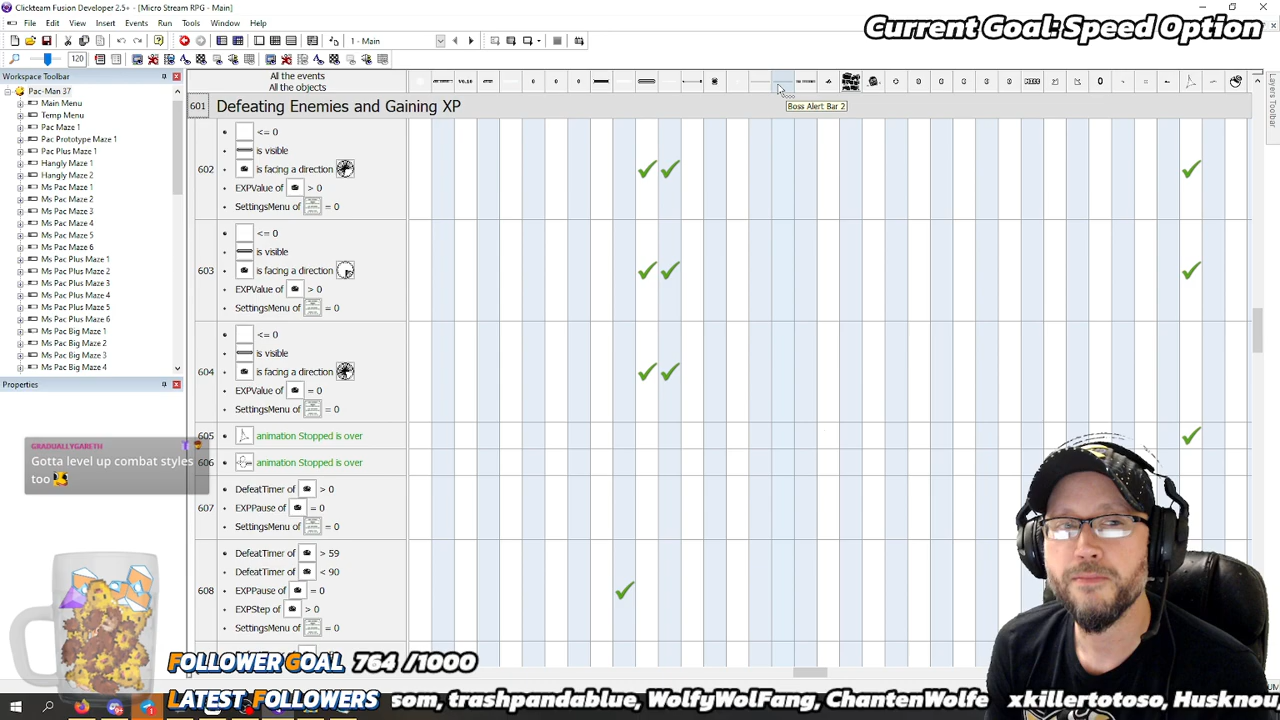 Clickteam Fusion Developer 2.5+ - [Micro Stream RPG - Main]
File Edit View Insert Events Run Tools Window Help
1 - Main
120
Current Goal: Speed Option
Workspace Toolbar
Pac-Man 37
Main Menu
Temp Menu
Pac Maze 1
Pac Prototype Maze 1
Pac Plus Maze 1
Hangly Maze 1
Hangly Maze 2
Ms Pac Maze 1
Ms Pac Maze 2
Ms Pac Maze 3
Ms Pac Maze 4
Ms Pac Maze 5
Ms Pac Maze 6
Ms Pac Plus Maze 1
Ms Pac Plus Maze 2
Ms Pac Plus Maze 3
Ms Pac Plus Maze 4
Ms Pac Plus Maze 5
Ms Pac Plus Maze 6
Ms Pac Big Maze 1
Ms Pac Big Maze 2
Ms Pac Big Maze 3
Ms Pac Big Maze 4
Properties
All the events
All the objects
Boss Alert Bar 2
Layers Toolbar
601 Defeating Enemies and Gaining XP
602
<= 0
is visible
is facing a direction
EXPValue of > 0
SettingsMenu of = 0
603
<= 0
is visible
is facing a direction
EXPValue of > 0
SettingsMenu of = 0
604
<= 0
is visible
is facing a direction
EXPValue of = 0
SettingsMenu of = 0
605 animation Stopped is over
606 animation Stopped is over
607
DefeatTimer of > 0
EXPPause of = 0
SettingsMenu of = 0
608
DefeatTimer of > 59
DefeatTimer of < 90
EXPPause of = 0
EXPStep of > 0
SettingsMenu of = 0
GRADUALLYGARETH
Gotta level up combat styles
too
Follower Goal 764 /1000
Latest Followers som, trashpandablue, WolfyWolFang, ChantenWolfe xkillertotoso, Husknou